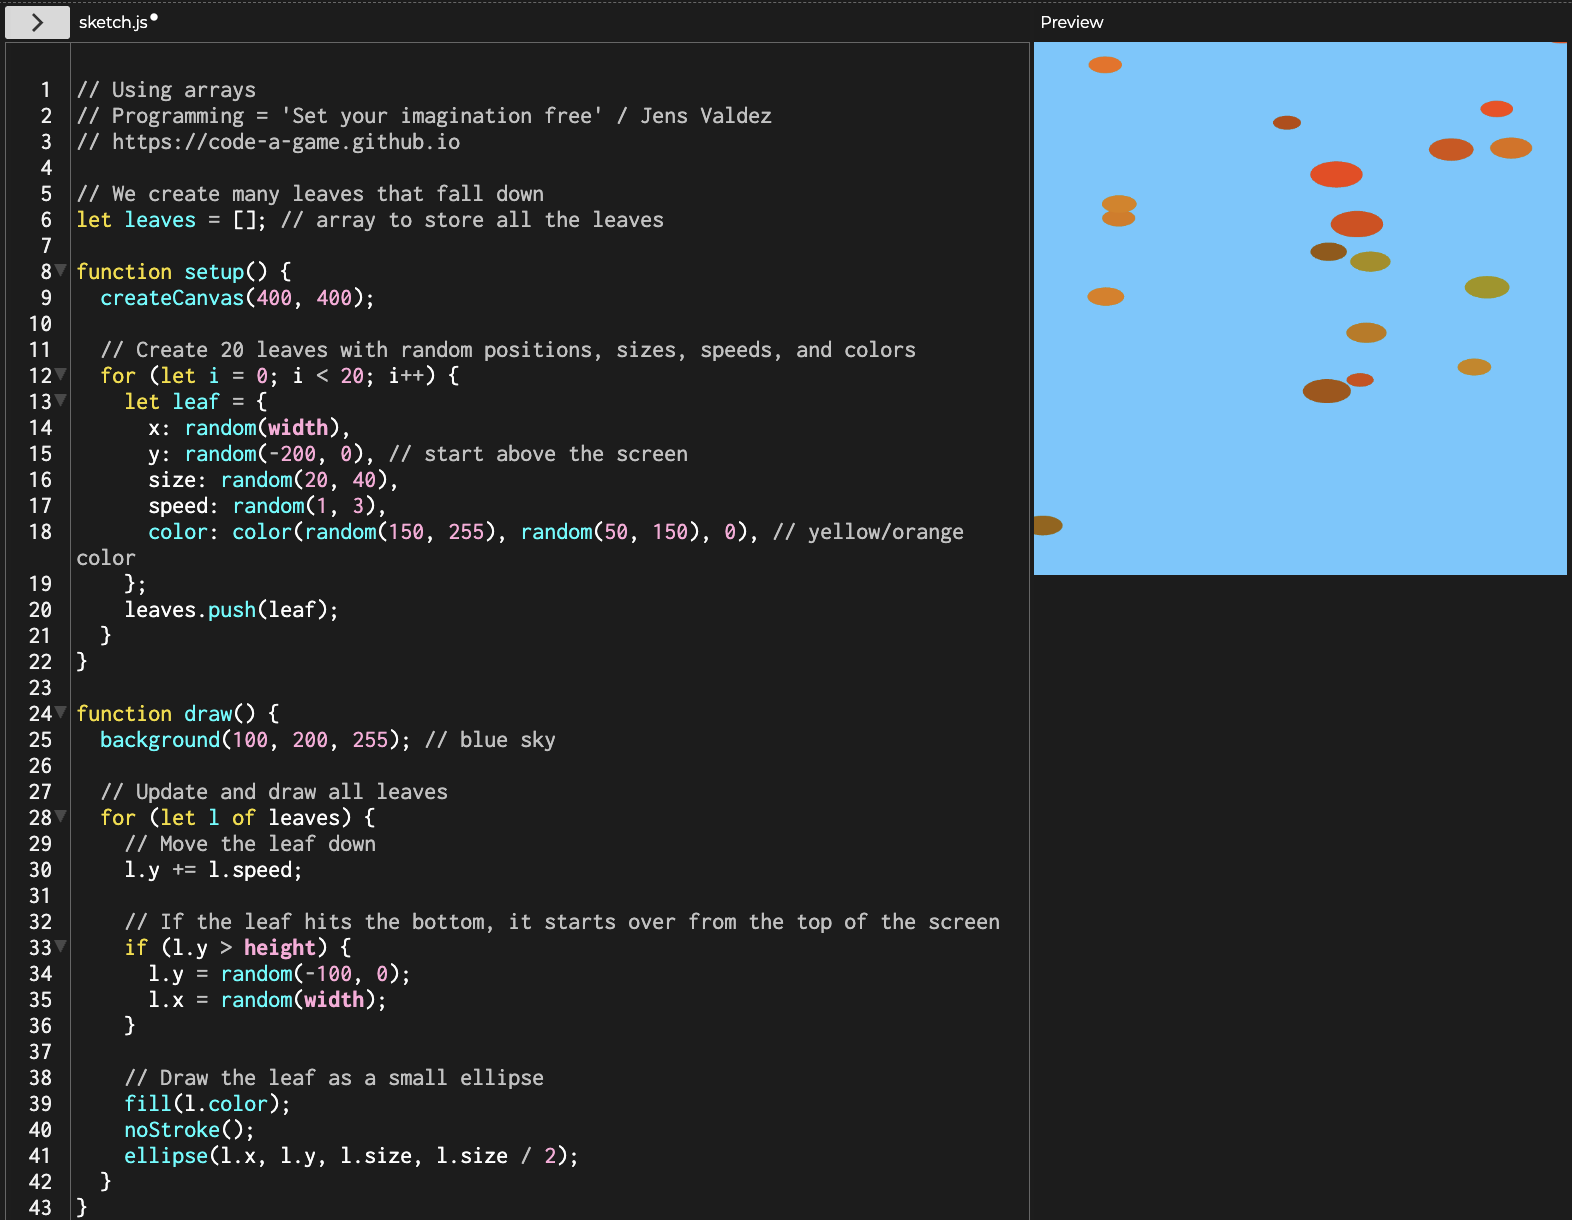 sketch.js
Preview
1 // Using arrays
2 // Programming = 'Set your imagination free' / Jens Valdez
3 // https://code-a-game.github.io
4
5 // We create many leaves that fall down
6 let leaves = []; // array to store all the leaves
7
8 function setup() {
9 createCanvas(400, 400);
10
11 // Create 20 leaves with random positions, sizes, speeds, and colors
12 for (let i = 0; i < 20; i++) {
13 let leaf = {
14 x: random(width),
15 y: random(-200, 0), // start above the screen
16 size: random(20, 40),
17 speed: random(1, 3),
18 color: color(random(150, 255), random(50, 150), 0), // yellow/orange
color
19 };
20 leaves.push(leaf);
21 }
22 }
23
24 function draw() {
25 background(100, 200, 255); // blue sky
26
27 // Update and draw all leaves
28 for (let l of leaves) {
29 // Move the leaf down
30 l.y += l.speed;
31
32 // If the leaf hits the bottom, it starts over from the top of the screen
33 if (l.y > height) {
34 l.y = random(-100, 0);
35 l.x = random(width);
36 }
37
38 // Draw the leaf as a small ellipse
39 fill(l.color);
40 noStroke();
41 ellipse(l.x, l.y, l.size, l.size / 2);
42 }
43 }